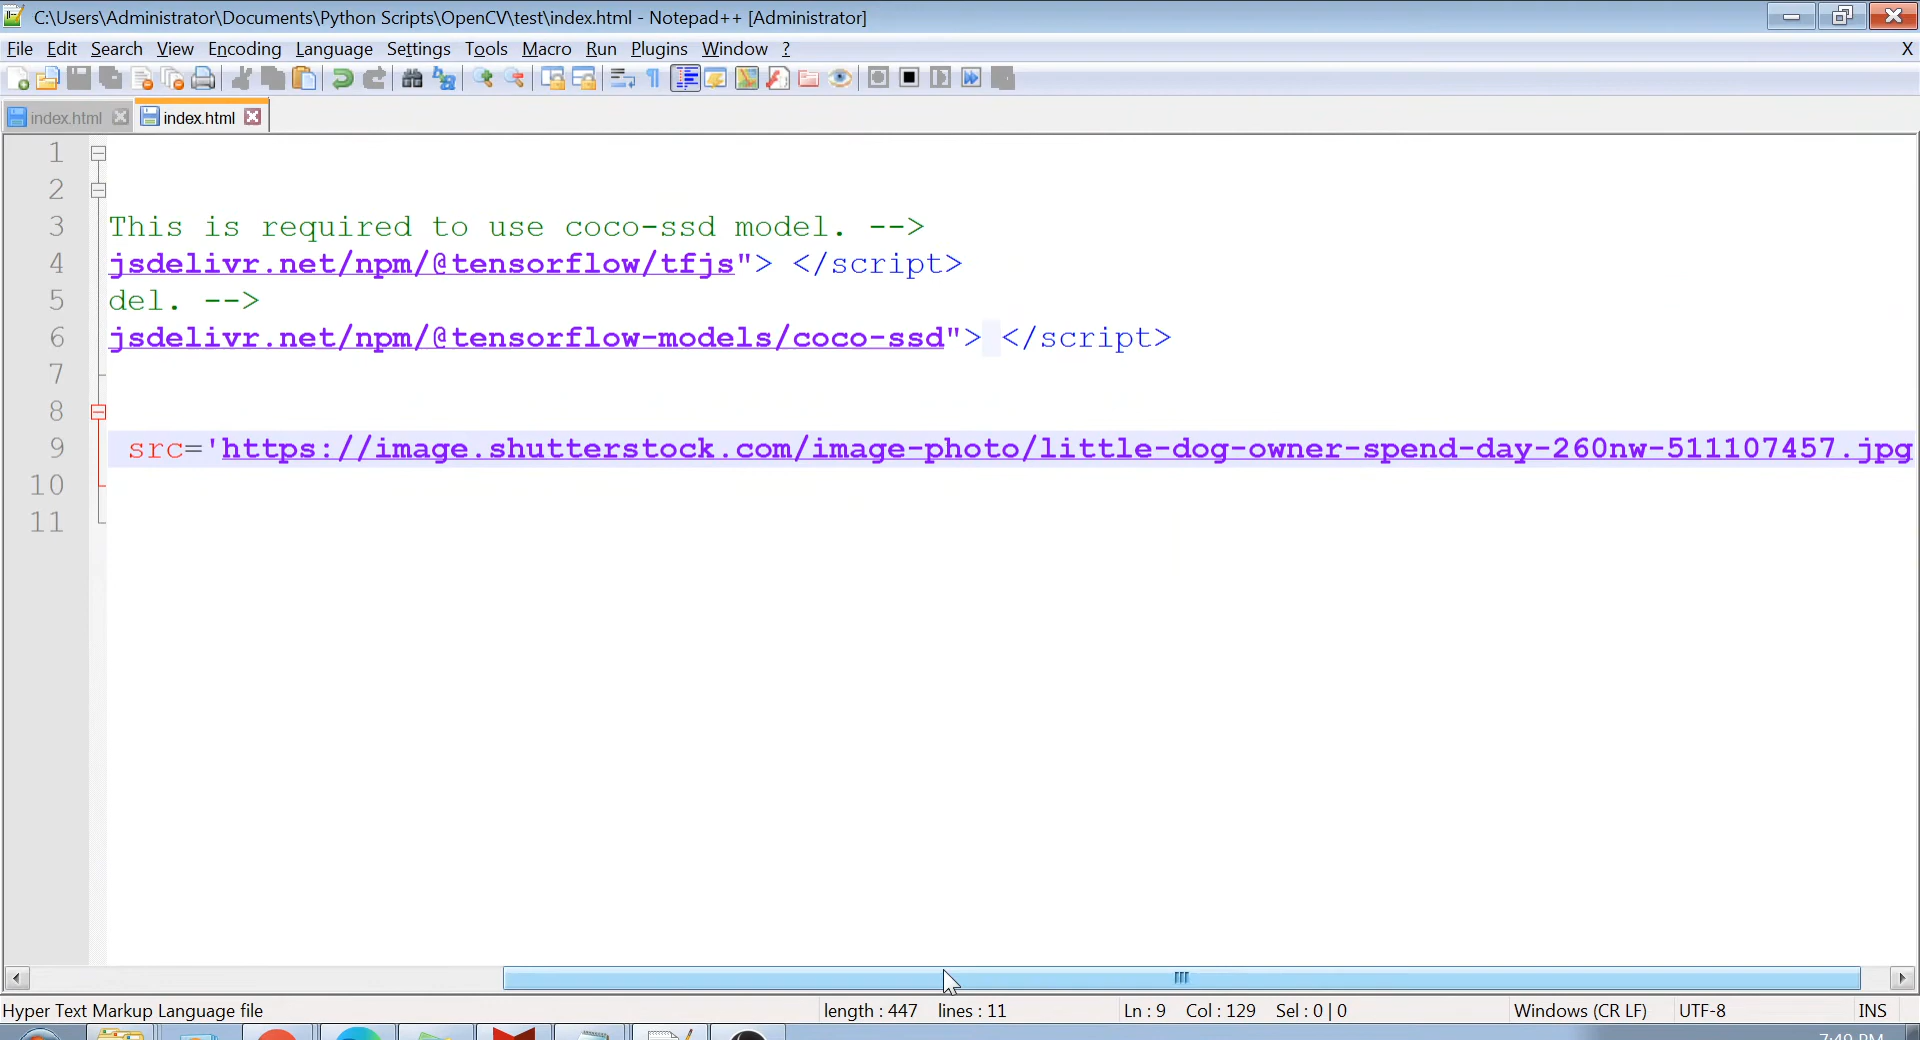 C:\Users\Administrator\Documents\Python Scripts\OpenCV\test\index.html - Notepad++ [Administrator]
File Edit Search View Encoding Language Settings Tools Macro Run Plugins Window ? X
index.html index.html
1
2
3 This is required to use coco-ssd model. -->
4 jsdelivr.net/npm/@tensorflow/tfjs"> </script>
5 del. -->
6 jsdelivr.net/npm/@tensorflow-models/coco-ssd"> </script>
7
8
9 src='https://image.shutterstock.com/image-photo/little-dog-owner-spend-day-260nw-511107457.jpg
10
11
Hyper Text Markup Language file length : 447 lines : 11 Ln : 9 Col : 129 Sel : 0 | 0 Windows (CR LF) UTF-8 INS
7:49 PM